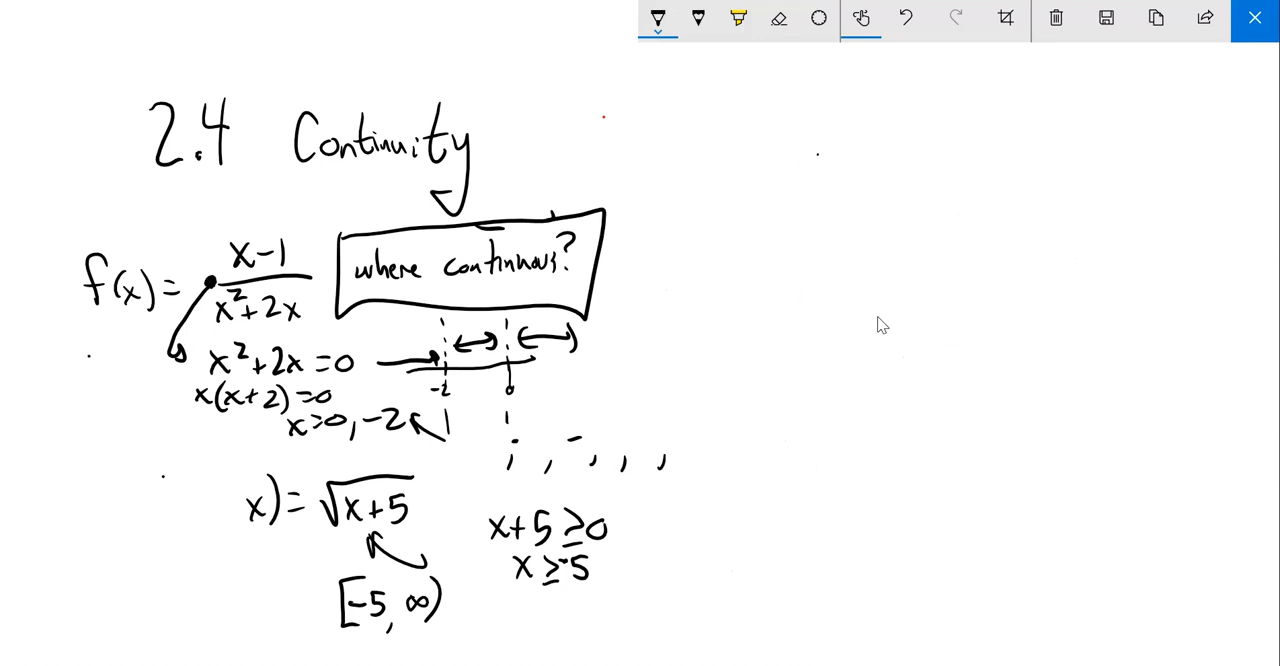 2.4 Continuity
f(x) = x-1
x²+2x
where continuous?
x²+2x=0
x(x+2)=0
x=0, -2
-2 0
; , - , , ,
x) = √x+5
x+5 ≥ 0
x ≥ -5
[-5, ∞)